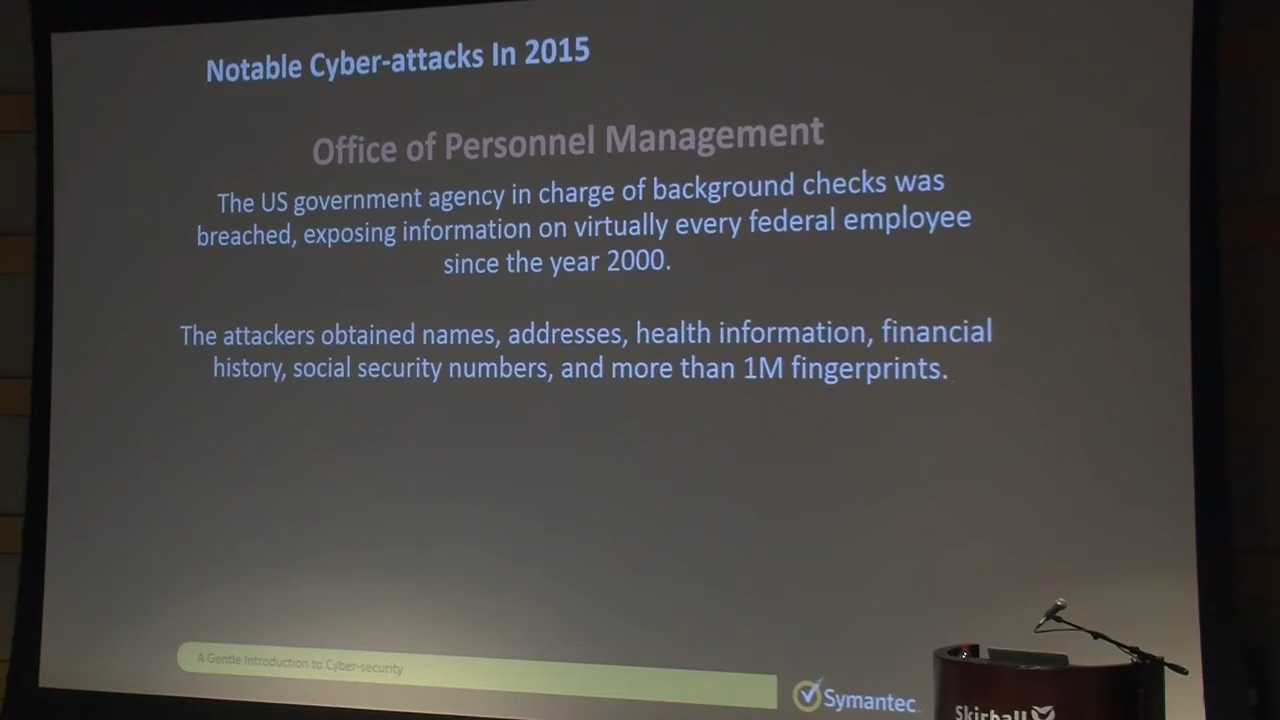 Notable Cyber-attacks In 2015
Office of Personnel Management
The US government agency in charge of background checks was
breached, exposing information on virtually every federal employee
since the year 2000.
The attackers obtained names, addresses, health information, financial
history, social security numbers, and more than 1M fingerprints.
A Gentle Introduction to Cyber-security
Symantec
Skirball